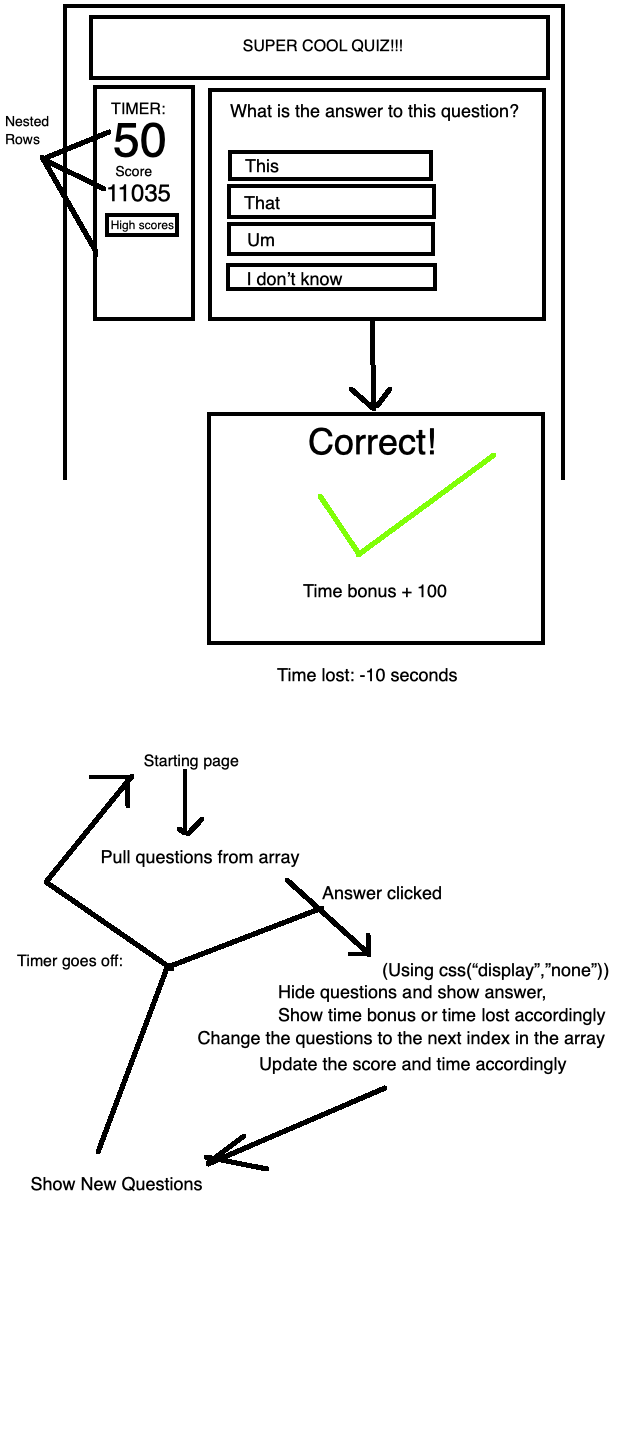 SUPER COOL QUIZ!!!
Nested
Rows
TIMER:
50
Score
11035
High scores
What is the answer to this question?
This
That
Um
I don’t know
Correct!
Time bonus + 100
Time lost: -10 seconds
Starting page
Pull questions from array
Answer clicked
Timer goes off:
(Using css(“display”,”none”))
Hide questions and show answer,
Show time bonus or time lost accordingly
Change the questions to the next index in the array
Update the score and time accordingly
Show New Questions